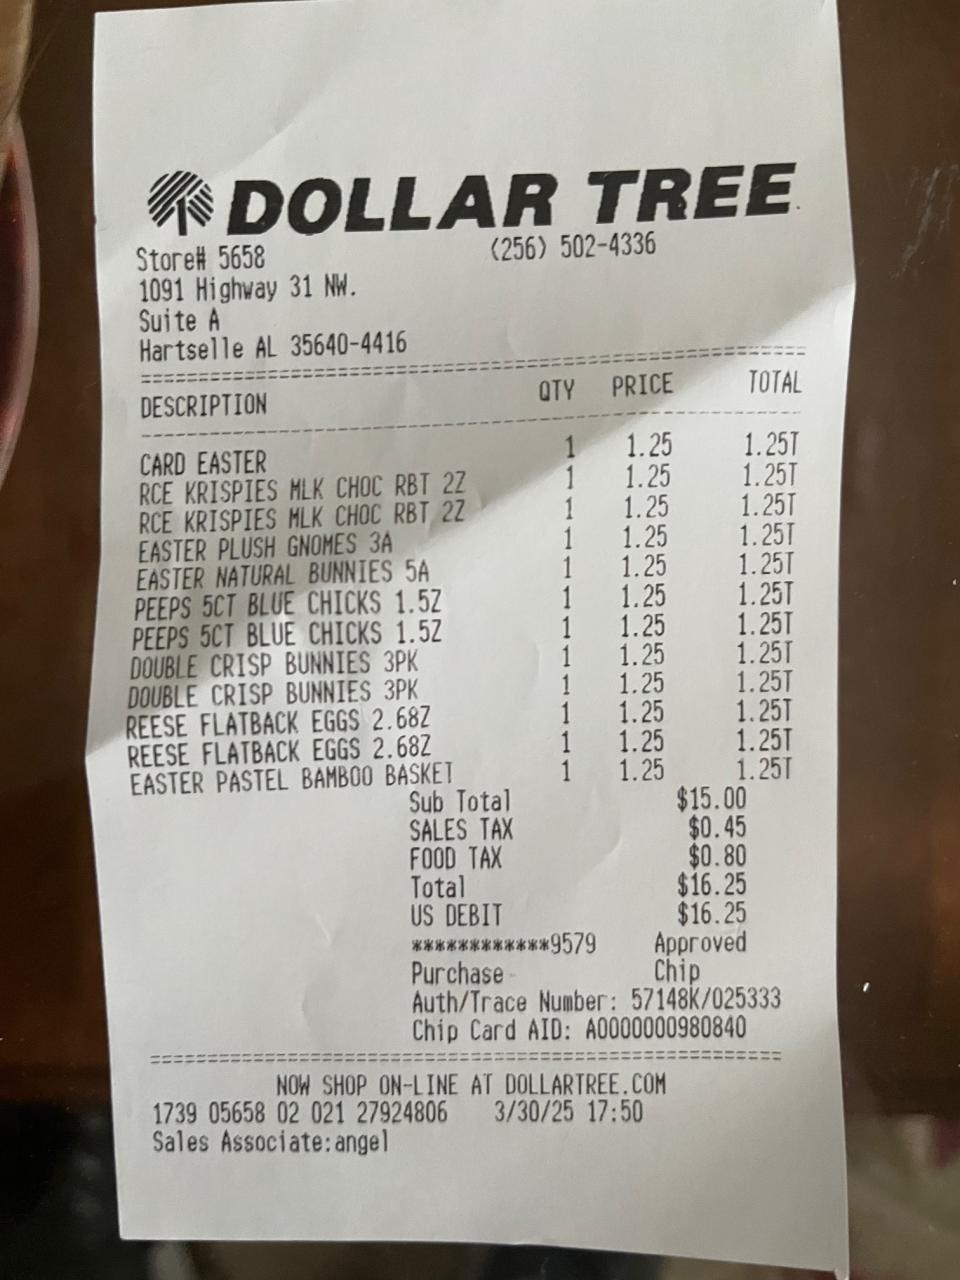 DOLLAR TREE
Store# 5658 (256) 502-4336
1091 Highway 31 NW.
Suite A
Hartselle AL 35640-4416
================================================
DESCRIPTION QTY PRICE TOTAL
------------------------------------------------
CARD EASTER 1 1.25 1.25T
RCE KRISPIES MLK CHOC RBT 2Z 1 1.25 1.25T
RCE KRISPIES MLK CHOC RBT 2Z 1 1.25 1.25T
EASTER PLUSH GNOMES 3A 1 1.25 1.25T
EASTER NATURAL BUNNIES 5A 1 1.25 1.25T
PEEPS 5CT BLUE CHICKS 1.5Z 1 1.25 1.25T
PEEPS 5CT BLUE CHICKS 1.5Z 1 1.25 1.25T
DOUBLE CRISP BUNNIES 3PK 1 1.25 1.25T
DOUBLE CRISP BUNNIES 3PK 1 1.25 1.25T
REESE FLATBACK EGGS 2.68Z 1 1.25 1.25T
REESE FLATBACK EGGS 2.68Z 1 1.25 1.25T
EASTER PASTEL BAMBOO BASKET 1 1.25 1.25T
Sub Total $15.00
SALES TAX $0.45
FOOD TAX $0.80
Total $16.25
US DEBIT $16.25
************9579 Approved
Purchase Chip
Auth/Trace Number: 57148K/025333
Chip Card AID: A0000000980840
================================================
NOW SHOP ON-LINE AT DOLLARTREE.COM
1739 05658 02 021 27924806 3/30/25 17:50
Sales Associate:angel